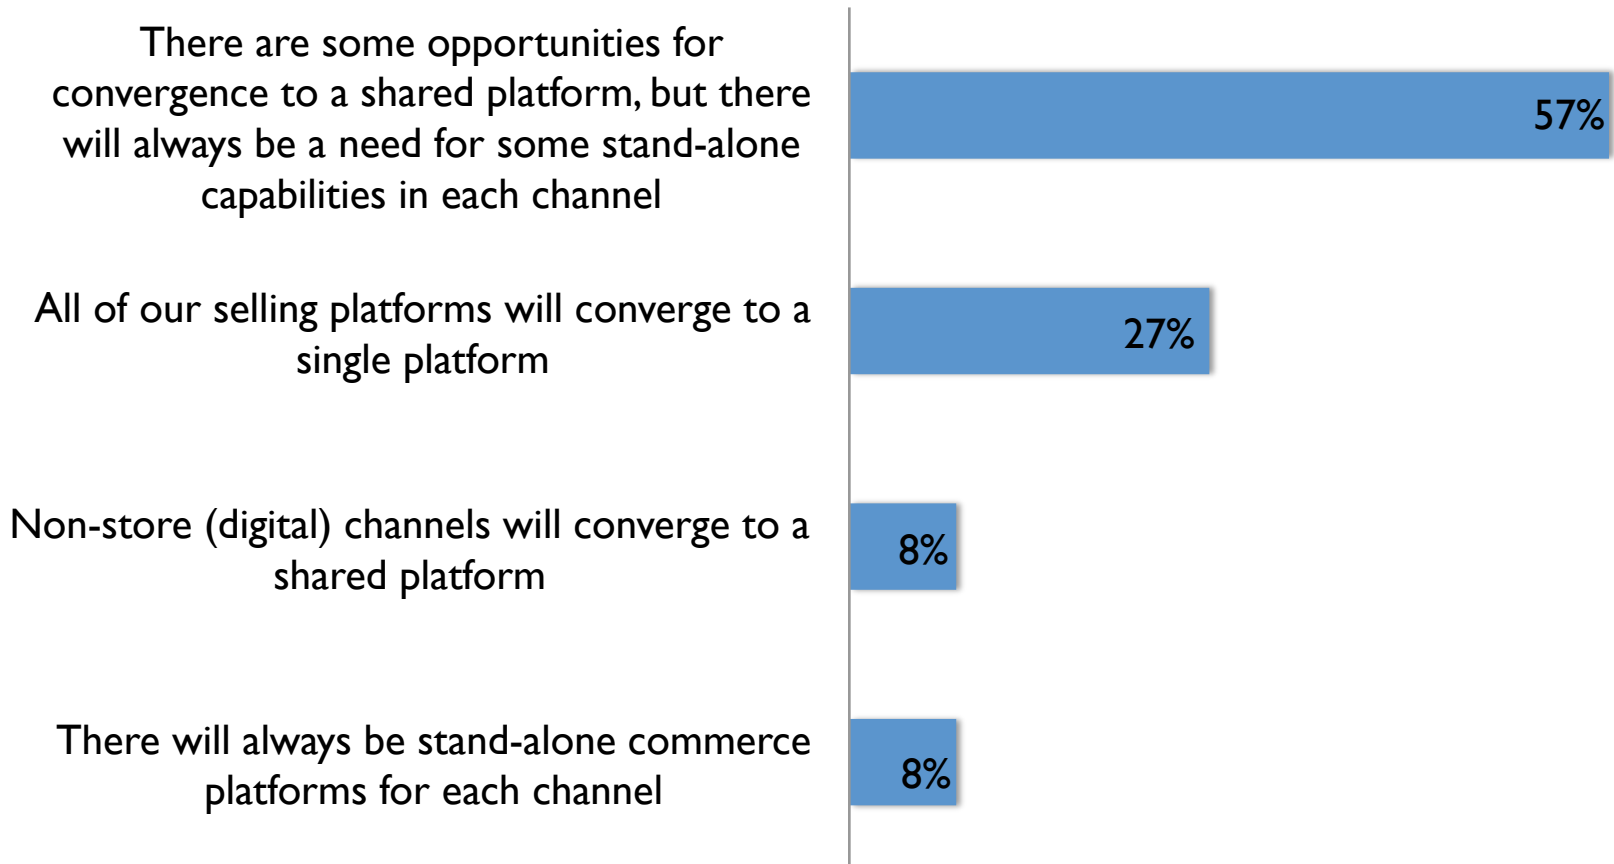 There are some opportunities for
convergence to a shared platform, but there
will always be a need for some stand-alone
capabilities in each channel
57%
All of our selling platforms will converge to a
single platform
27%
Non-store (digital) channels will converge to a
shared platform
8%
There will always be stand-alone commerce
platforms for each channel
8%